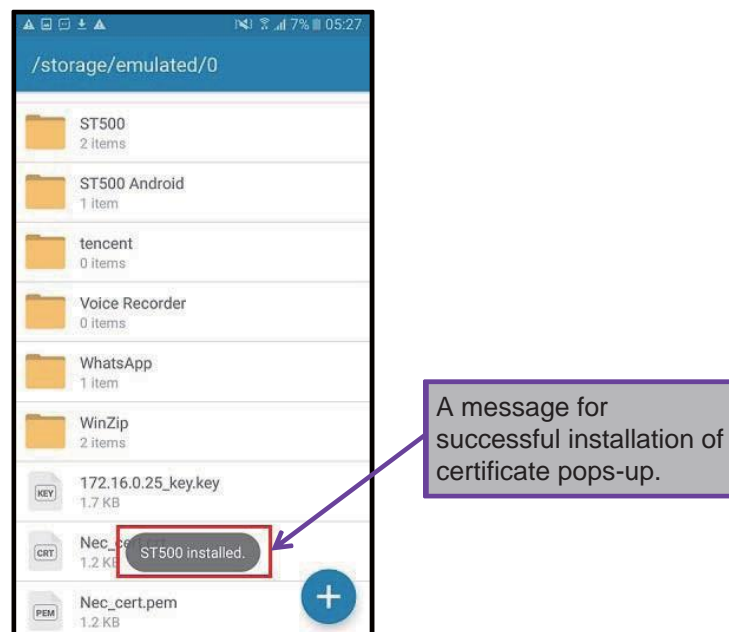 7% 05:27
/storage/emulated/0
ST500
2 items
ST500 Android
1 item
tencent
0 items
Voice Recorder
0 items
WhatsApp
1 item
WinZip
2 items
KEY
172.16.0.25_key.key
1.7 KB
CRT
1.2
ST500 installed.
PEM
Nec_cert.pem
1.2 KB
+
A message for
successful installation of
certificate pops-up.